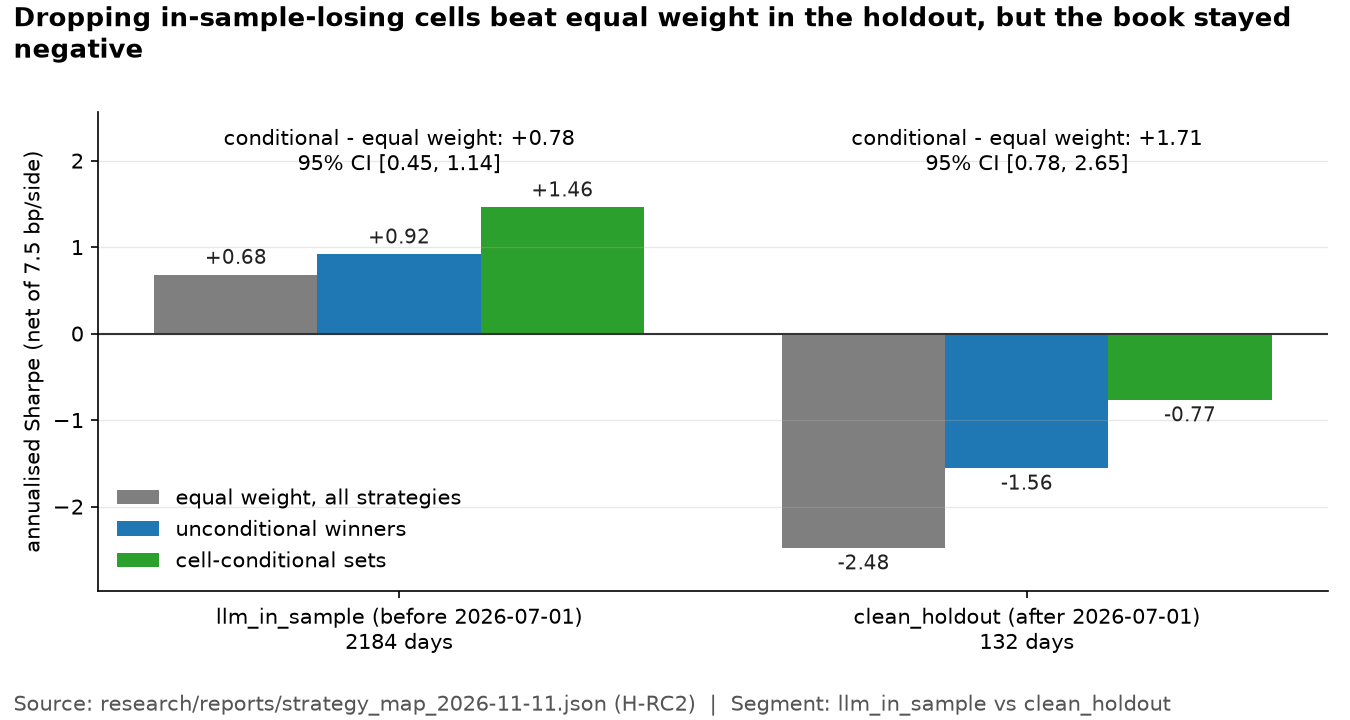 Dropping in-sample-losing cells beat equal weight in the holdout, but the book stayed
negative
conditional - equal weight: +0.78
95% CI [0.45, 1.14]
conditional - equal weight: +1.71
95% CI [0.78, 2.65]
annualised Sharpe (net of 7.5 bp/side)
2
1
0
−1
−2
+0.68
+0.92
+1.46
-2.48
-1.56
-0.77
equal weight, all strategies
unconditional winners
cell-conditional sets
llm_in_sample (before 2026-07-01)
2184 days
clean_holdout (after 2026-07-01)
132 days
Source: research/reports/strategy_map_2026-11-11.json (H-RC2) | Segment: llm_in_sample vs clean_holdout